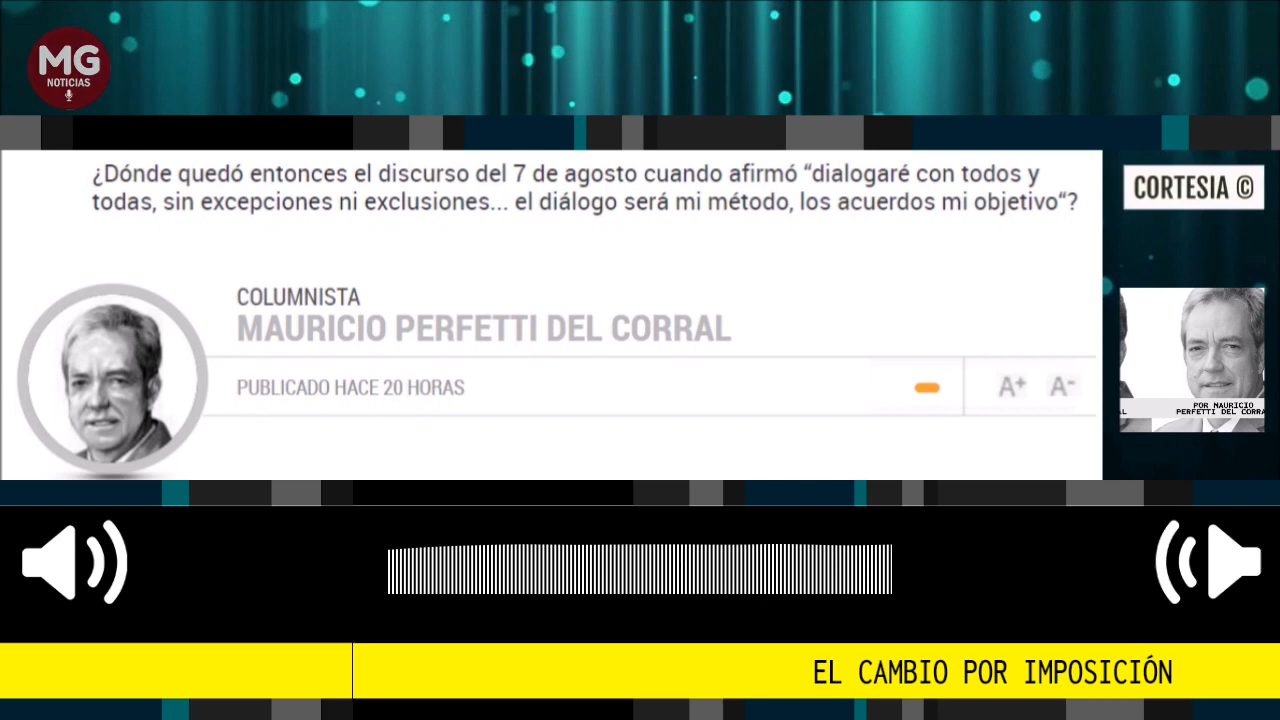 MG
NOTICIAS
¿Dónde quedó entonces el discurso del 7 de agosto cuando afirmó “dialogaré con todos y
todas, sin excepciones ni exclusiones... el diálogo será mi método, los acuerdos mi objetivo“?
CORTESIA ©
COLUMNISTA
MAURICIO PERFETTI DEL CORRAL
PUBLICADO HACE 20 HORAS
A+ A-
POR MAURICIO
AL PERFETTI DEL CORRA
EL CAMBIO POR IMPOSICIÓN